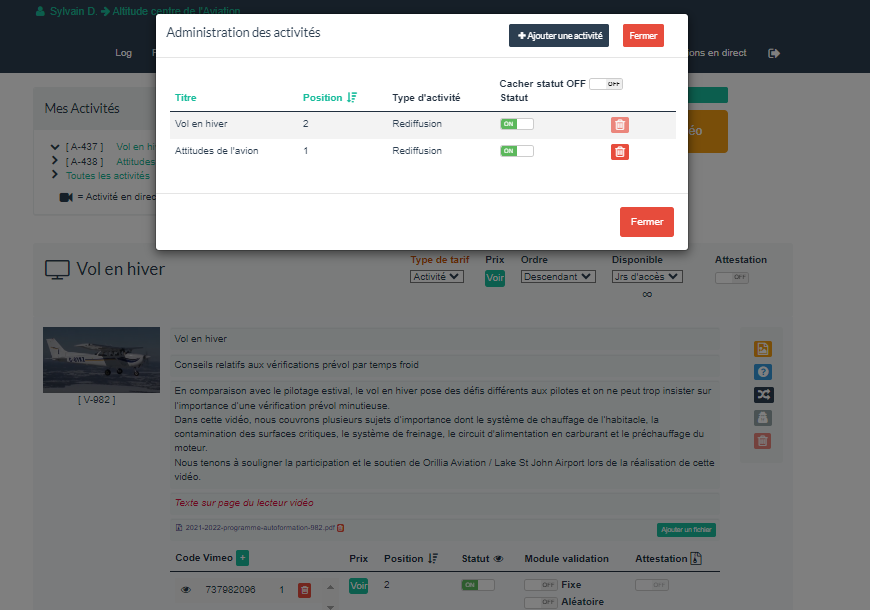 Sylvain D. Altitude centre de l'Aviation
Administration des activités
Ajouter une activité
Fermer
Log
ons en direct
Cacher statut OFF OFF
Titre Position Type d'activité Statut
Vol en hiver 2 Rediffusion ON
Attitudes de l'avion 1 Rediffusion ON
Fermer
Mes Activités
[ A-437 ] Vol en hi
[ A-438 ] Attitudes
Toutes les activités
= Activité en direc
éo
Vol en hiver
Type de tarif Prix Ordre Disponible Attestation
Activité Voir Descendant Jrs d'accès OFF
∞
[ V-982 ]
Vol en hiver
Conseils relatifs aux vérifications prévol par temps froid
En comparaison avec le pilotage estival, le vol en hiver pose des défis différents aux pilotes et on ne peut trop insister sur
l'importance d'une vérification prévol minutieuse.
Dans cette vidéo, nous couvrons plusieurs sujets d'importance dont le système de chauffage de l'habitacle, la
contamination des surfaces critiques, le système de freinage, le circuit d'alimentation en carburant et le préchauffage du
moteur.
Nous tenons à souligner la participation et le soutien de Orillia Aviation / Lake St John Airport lors de la réalisation de cette
vidéo.
Texte sur page du lecteur vidéo
2021-2022-programme-autoformation-982.pdf
Ajouter un fichier
Code Vimeo + Prix Position Statut Module validation Attestation
737982096 1 Voir 2 ON OFF Fixe OFF
OFF Aléatoire